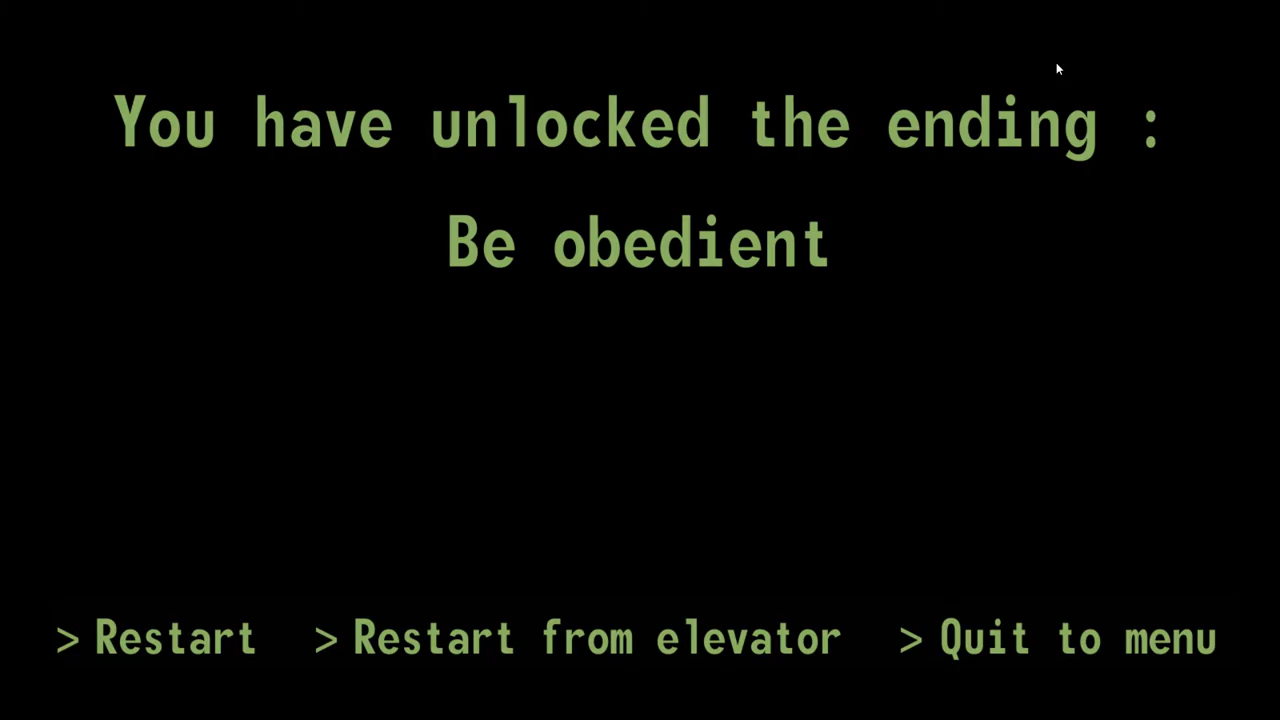 You have unlocked the ending :
Be obedient
> Restart > Restart from elevator > Quit to menu